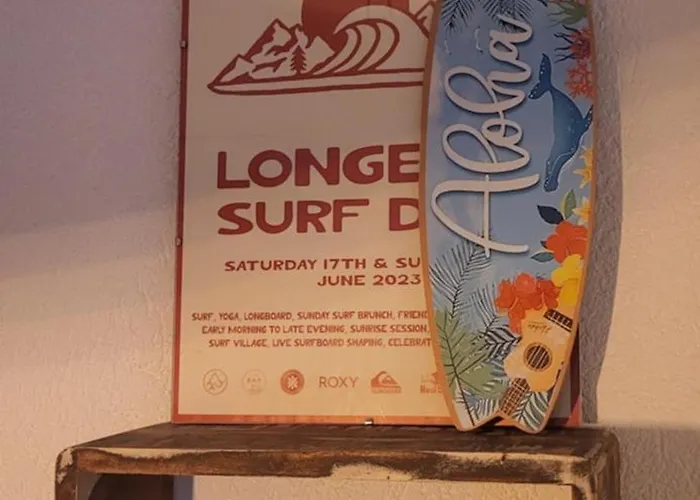 LONGE
SURF D
SATURDAY 17TH & SU
JUNE 2023
SURF, YOGA, LONGBOARD, SUNDAY SURF BRUNCH, FRIEND
EARLY MORNING TO LATE EVENING, SUNRISE SESSION,
SURF VILLAGE, LIVE SURFBOARD SHAPING, CELEBRAT
ROXY
Aloha